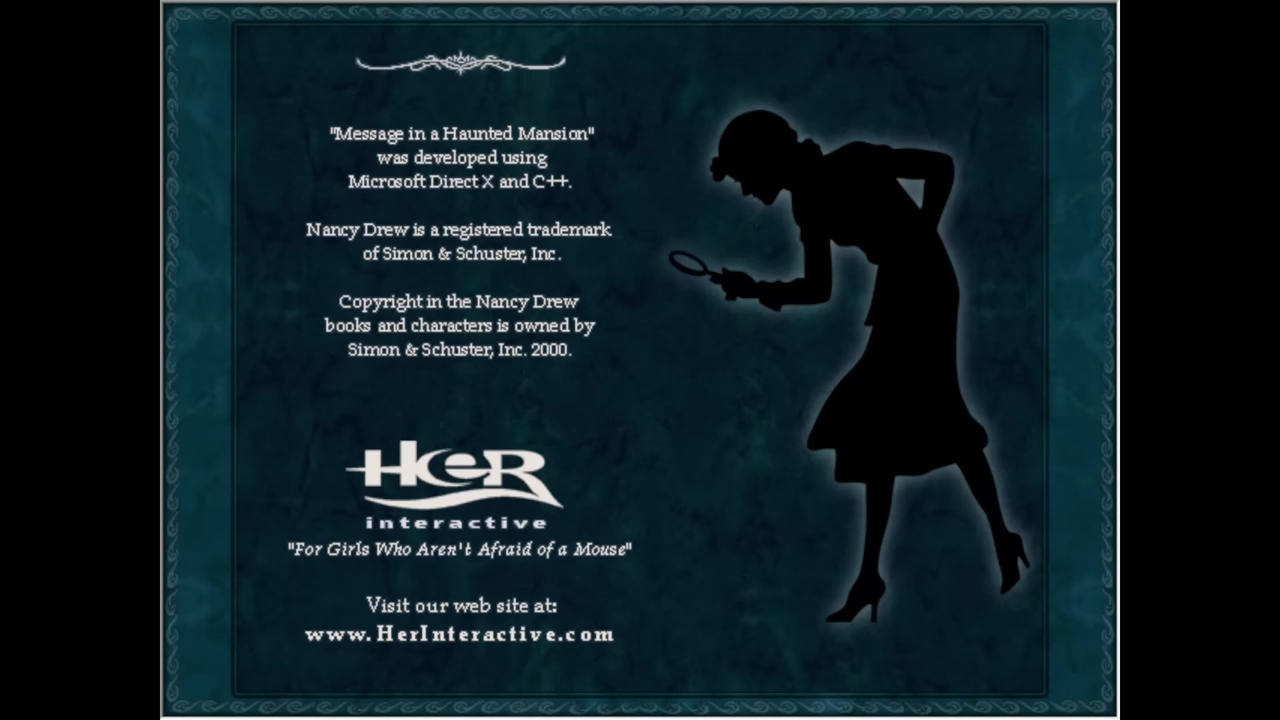 "Message in a Haunted Mansion"
was developed using
Microsoft Direct X and C++.
Nancy Drew is a registered trademark
of Simon & Schuster, Inc.
Copyright in the Nancy Drew
books and characters is owned by
Simon & Schuster, Inc. 2000.
HeR
interactive
"For Girls Who Aren't Afraid of a Mouse"
Visit our web site at:
www.HerInteractive.com